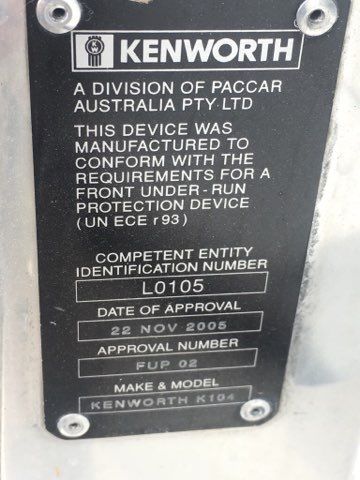 KW KENWORTH
A DIVISION OF PACCAR
AUSTRALIA PTY LTD
THIS DEVICE WAS
MANUFACTURED TO
CONFORM WITH THE
REQUIREMENTS FOR A
FRONT UNDER-RUN
PROTECTION DEVICE
(UN ECE r 93)
COMPETENT ENTITY
IDENTIFICATION NUMBER
L0105
DATE OF APPROVAL
22 NOV 2005
APPROVAL NUMBER
FUP 02
MAKE & MODEL
KENWORTH K104